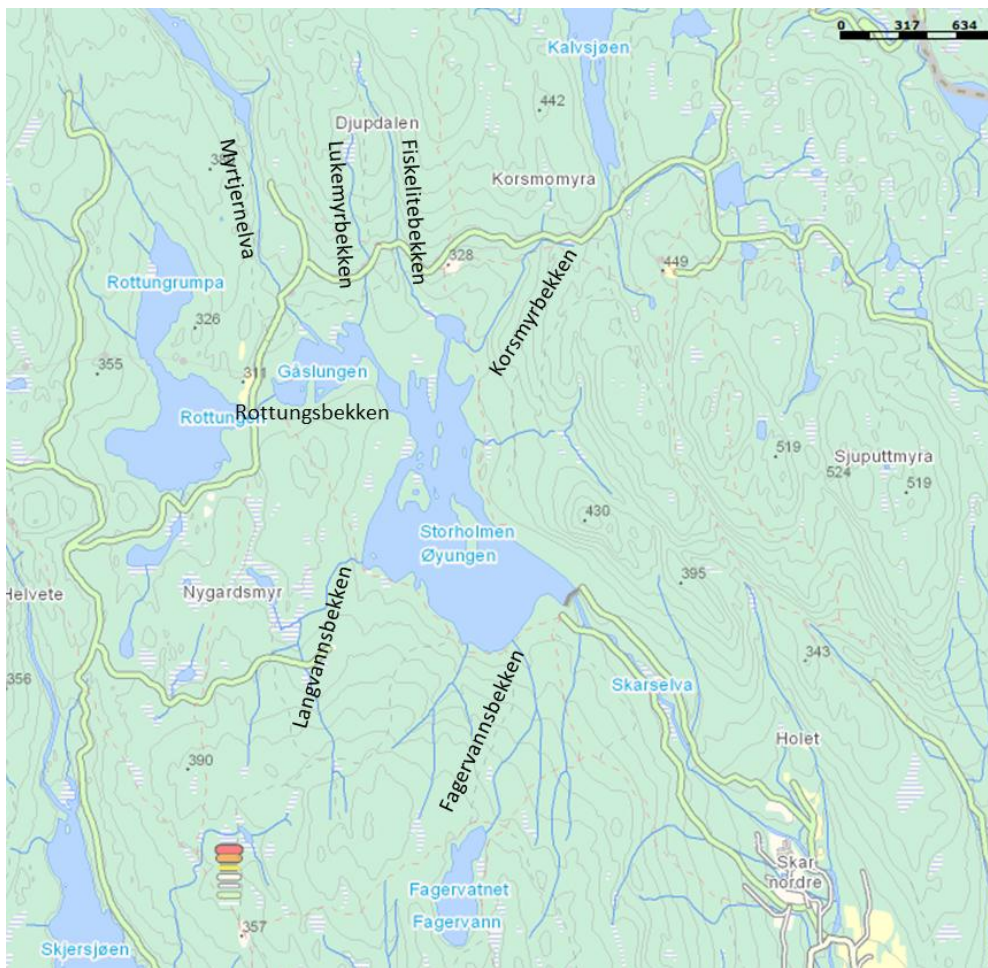 0 317 634
Kalvsjøen
442
Djupdalen
Myrtjernelva
Lukemyrbekken
Fiskelitebekken
Korsmomyra
328
449
Korsmyrbekken
Rottungrumpa
326
355
311
Gåslungen
Rottungen
Rottungsbekken
519
Sjuputtmyra
524
519
430
Storholmen
Øyungen
395
Helvete
Nygardsmyr
Langvannsbekken
343
356
Skarselva
Fagervannsbekken
Holet
390
Skar
nordre
Fagervatnet
Fagervann
357
Skjersjøen